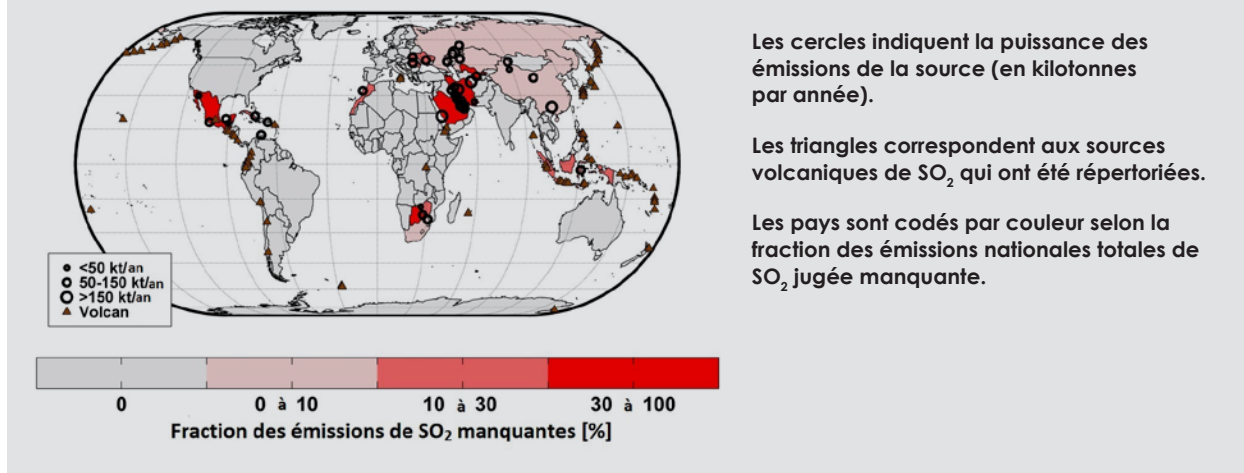 Les cercles indiquent la puissance des
émissions de la source (en kilotonnes
par année).
Les triangles correspondent aux sources
volcaniques de SO₂ qui ont été répertoriées.
Les pays sont codés par couleur selon la
fraction des émissions nationales totales de
SO₂ jugée manquante.
<50 kt/an
50-150 kt/an
>150 kt/an
Volcan
0 0 à 10 10 à 30 30 à 100
Fraction des émissions de SO₂ manquantes [%]